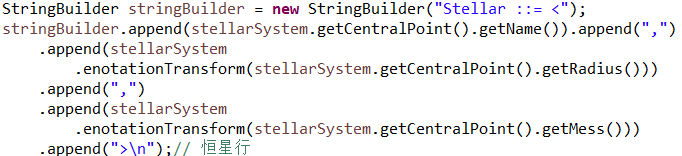 StringBuilder stringBuilder = new StringBuilder("Stellar ::= <");
stringBuilder.append(stellarSystem.getCentralPoint().getName()).append(",")
.append(stellarSystem
.enotationTransform(stellarSystem.getCentralPoint().getRadius()))
.append(",")
.append(stellarSystem
.enotationTransform(stellarSystem.getCentralPoint().getMess()))
.append(">\n");// 恒星行